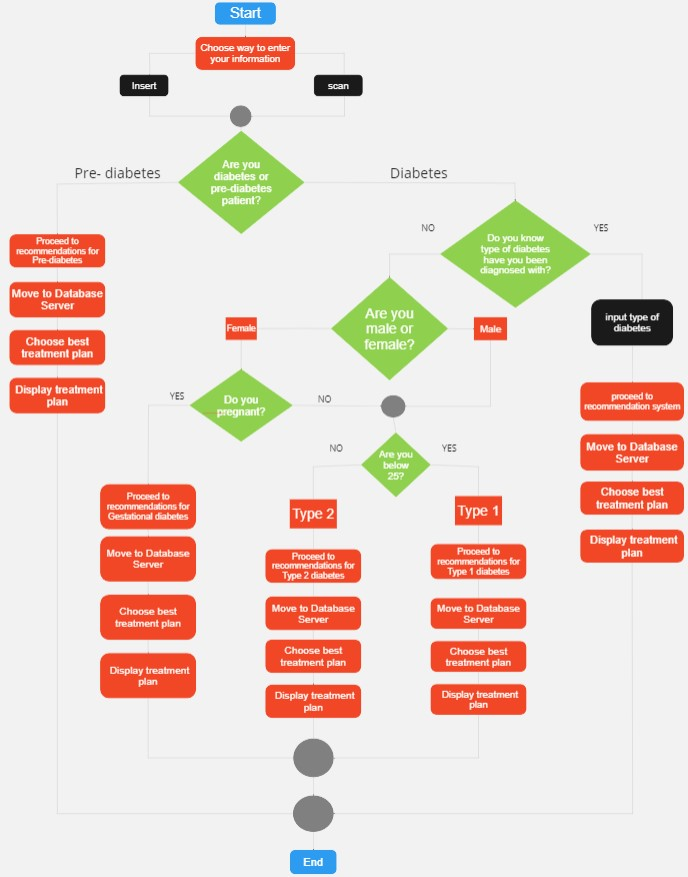 Start
Choose way to enter
your information
Insert
scan
Are you
diabetes or
pre-diabetes
patient?
Pre- diabetes
Diabetes
Do you know
type of diabetes
have you been
diagnosed with?
NO
YES
Proceed to
recommendations for
Pre-diabetes
Move to Database
Server
Choose best
treatment plan
Display treatment
plan
Are you
male or
female?
Female
Male
input type of
diabetes
Do you
pregnant?
YES
NO
proceed to
recommendation system
Move to Database
Server
Choose best
treatment plan
Display treatment
plan
Are you
below
25?
NO
YES
Type 2
Type 1
Proceed to
recommendations for
Gestational diabetes
Move to Database
Server
Choose best
treatment plan
Display treatment
plan
Proceed to
recommendations for
Type 2 diabetes
Move to Database
Server
Choose best
treatment plan
Display treatment
plan
Proceed to
recommendations for
Type 1 diabetes
Move to Database
Server
Choose best
treatment plan
Display treatment
plan
End